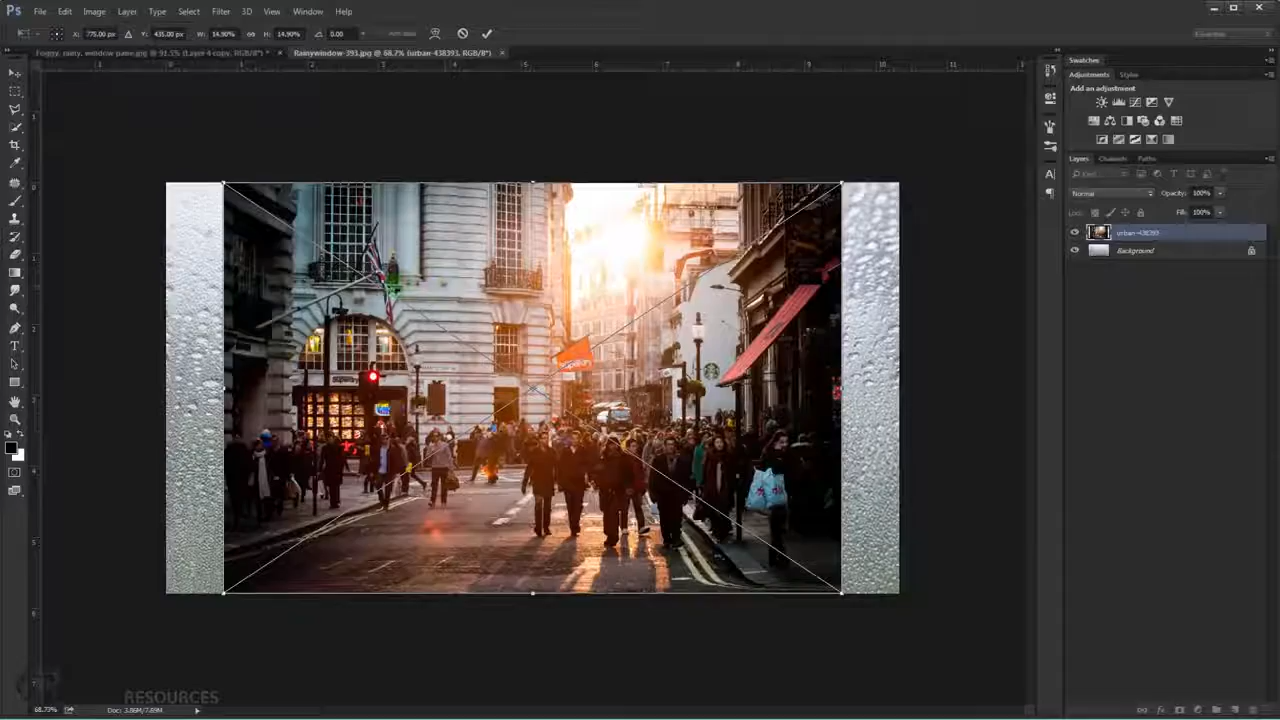 Ps File Edit Image Layer Type Select Filter 3D View Window Help
X: 775.00 px Y: 435.00 px W: 14.90% H: 14.90% 0.00
Foggy, rainy, window pane.jpg @ 91.5% (Layer 4 copy, RGB/8*) * × Rainywindow-393.jpg @ 68.7% (urban-438393, RGB/8*) ×
Swatches
Adjustments Styles
Add an adjustment
Layers Channels Paths
Normal Opacity: 100%
Lock: Fill: 100%
urban-438393
Background
RESOURCES
68.73% Doc: 3.86M/7.89M